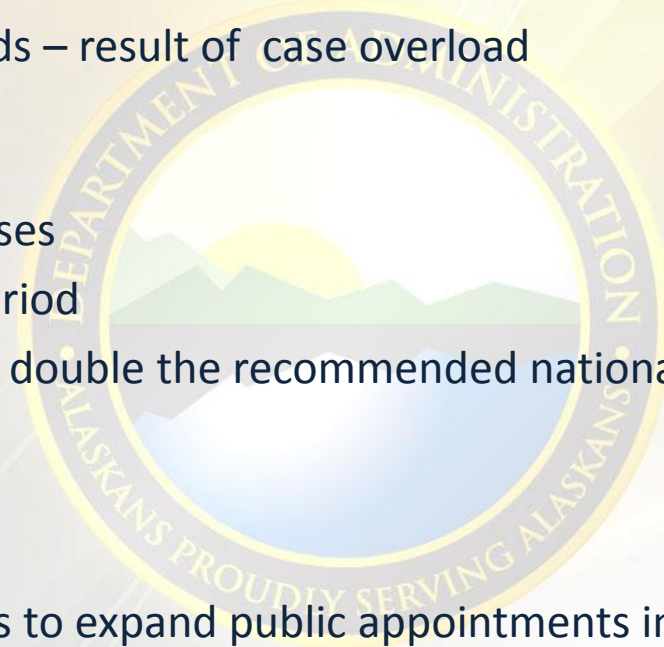 ds – result of case overload
ses
riod
double the recommended nationa
s to expand public appointments in
DEPARTMENT OF ADMINISTRATION
ALASKANS PROUDLY SERVING ALASKANS